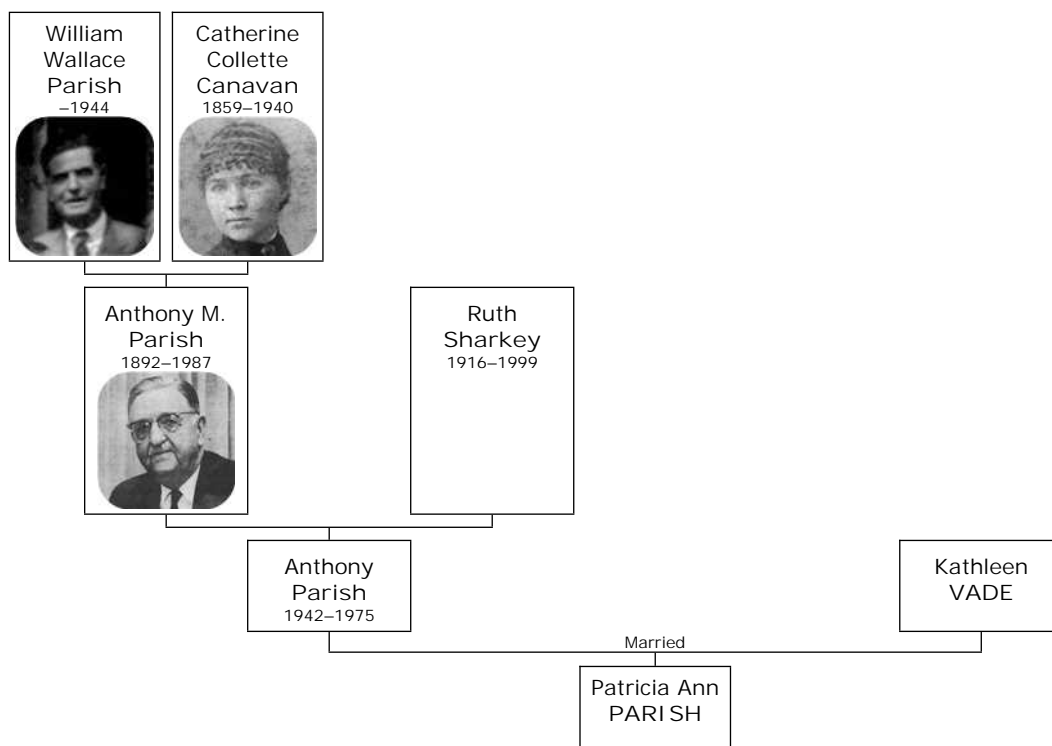 William
Wallace
Parish
–1944
Catherine
Collette
Canavan
1859–1940
Anthony M.
Parish
1892–1987
Ruth
Sharkey
1916–1999
Anthony
Parish
1942–1975
Kathleen
VADE
Married
Patricia Ann
PARISH